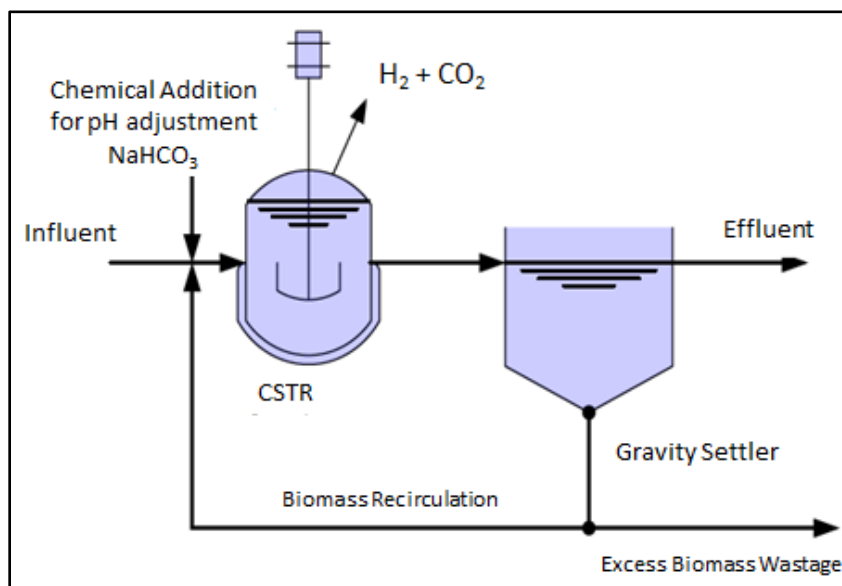 Chemical Addition
for pH adjustment
NaHCO₃
H₂ + CO₂
Influent
Effluent
CSTR
Gravity Settler
Biomass Recirculation
Excess Biomass Wastage